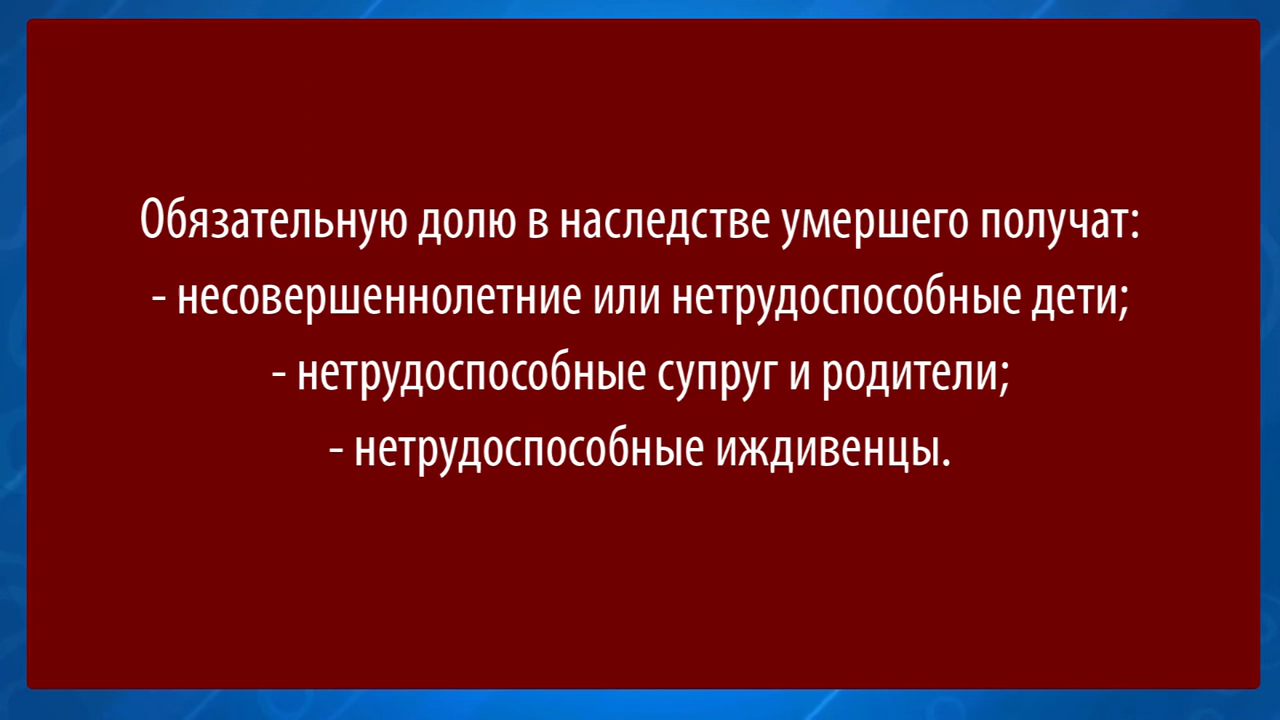 Обязательную долю в наследстве умершего получат:
- несовершеннолетние или нетрудоспособные дети;
- нетрудоспособные супруг и родители;
- нетрудоспособные иждивенцы.